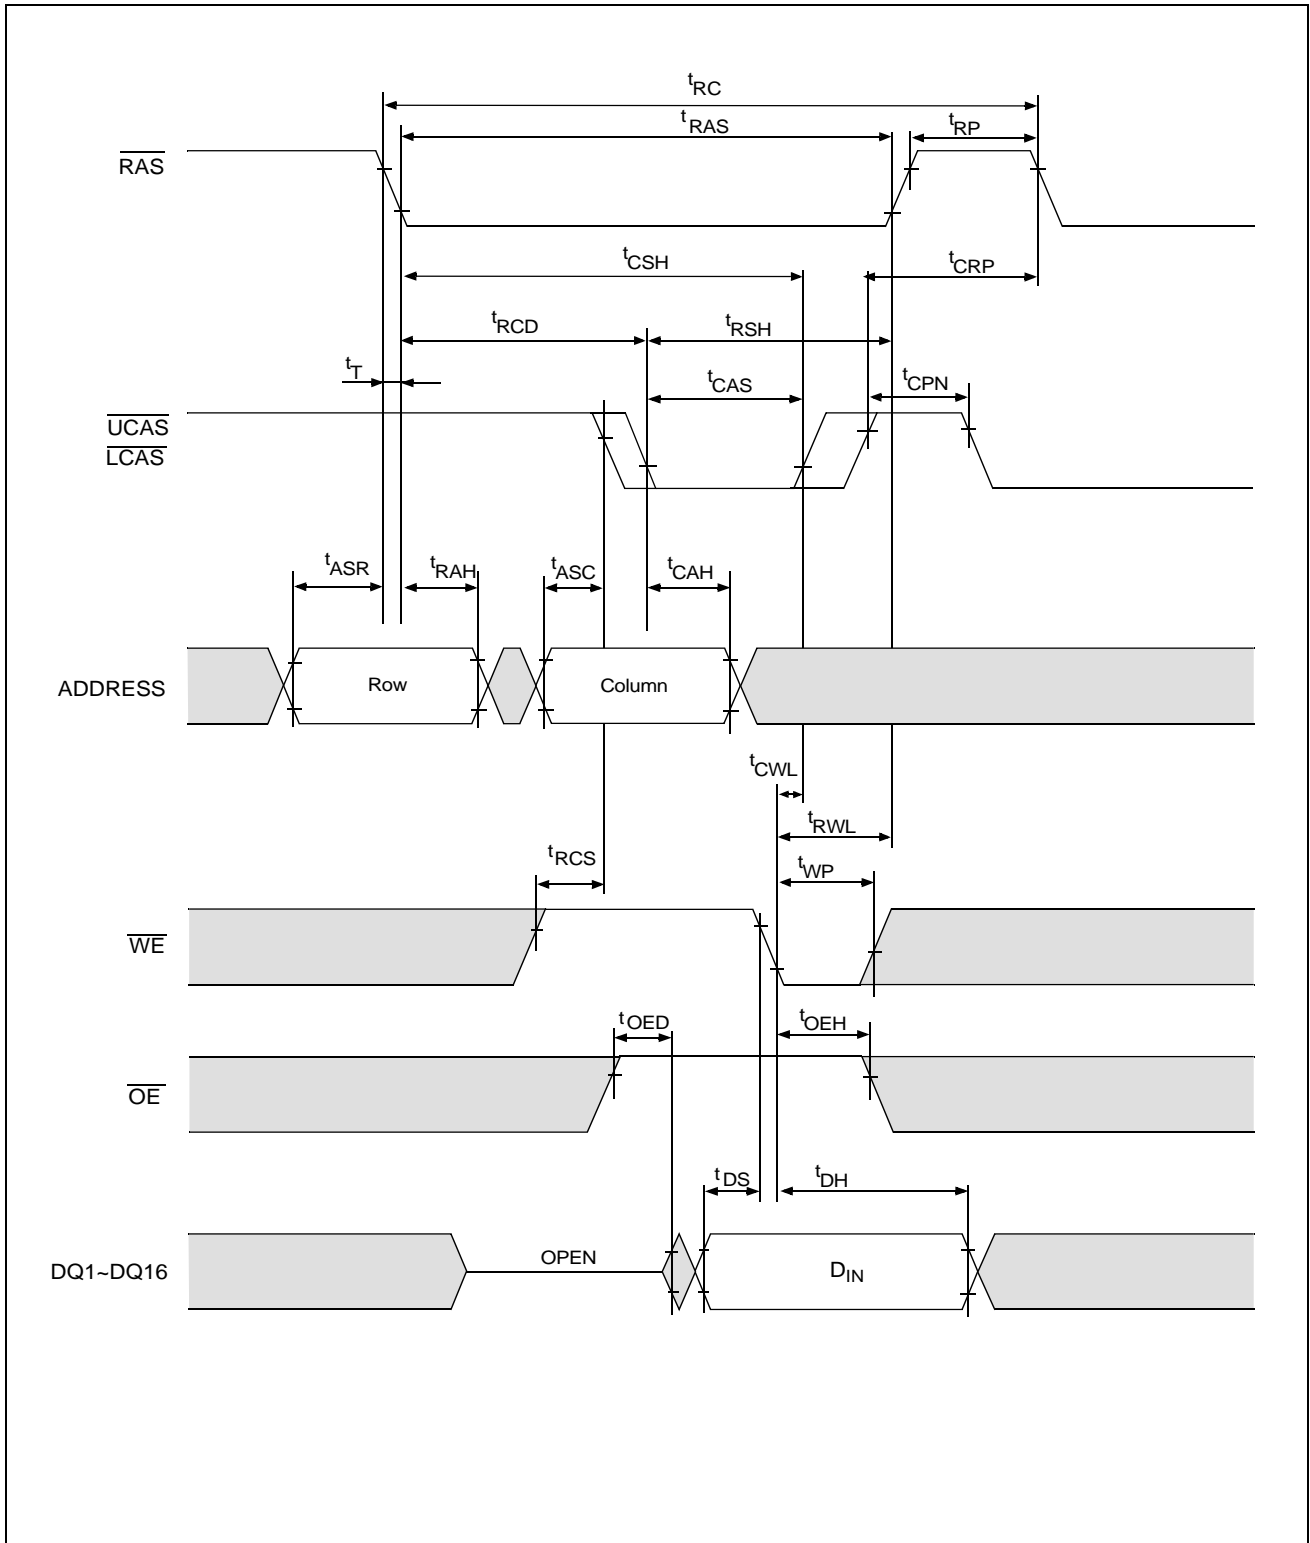 tRC
tRAS
tRP
RAS
tCSH
tCRP
tRCD
tRSH
tT
tCAS
tCPN
UCAS
LCAS
tASR
tRAH
tASC
tCAH
ADDRESS
Row
Column
tCWL
tRWL
tRCS
tWP
WE
tOED
tOEH
OE
tDS
tDH
DQ1~DQ16
OPEN
DIN